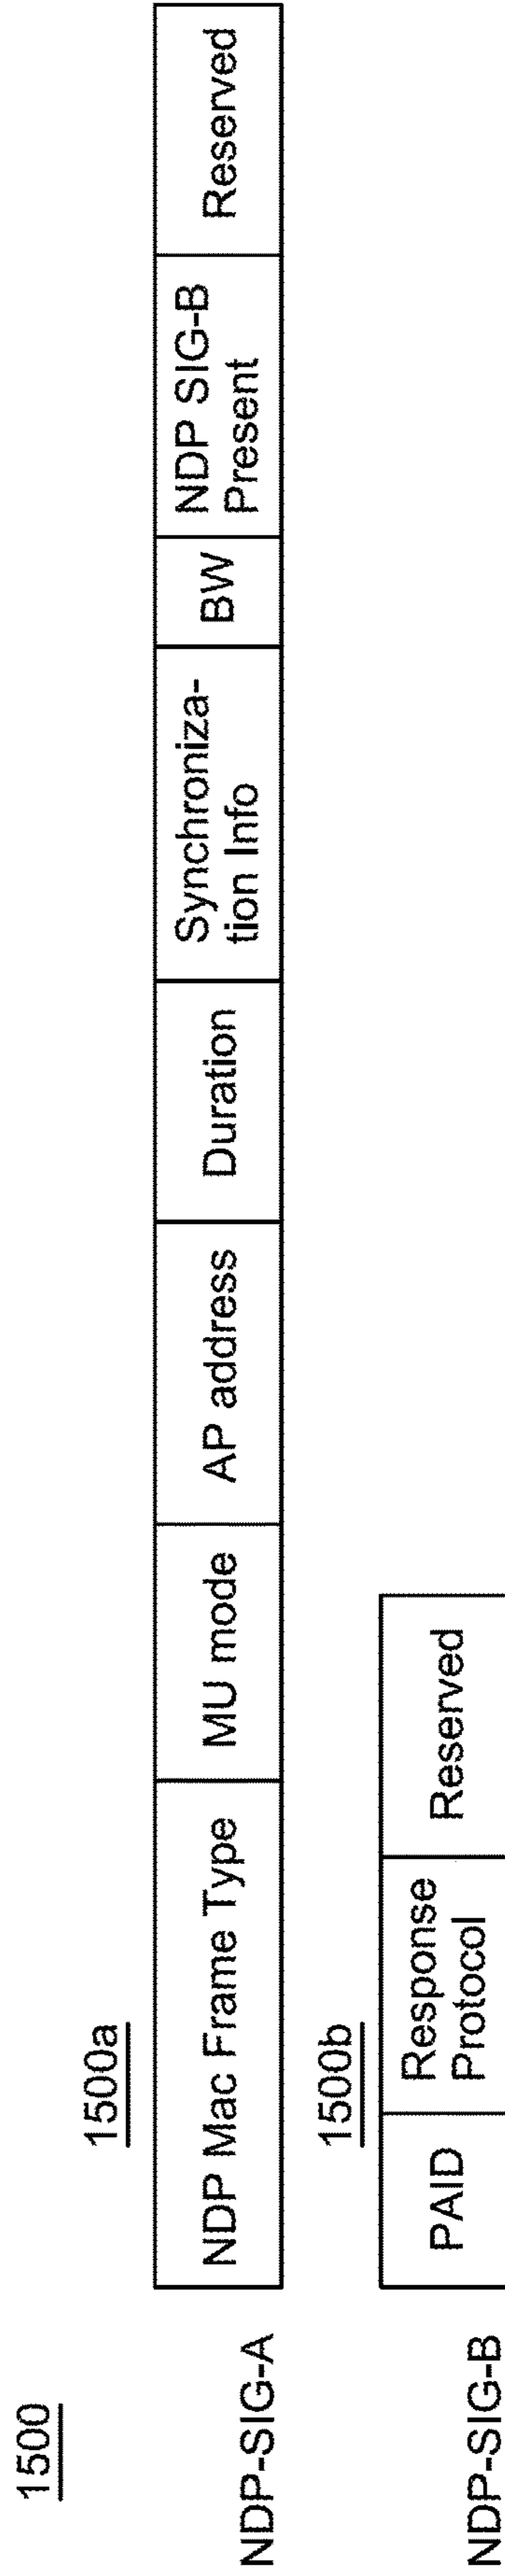 1500
1500a
NDP-SIG-A
NDP Mac Frame Type
MU mode
AP address
Duration
Synchroniza-
tion Info
BW
NDP SIG-B
Present
Reserved
1500b
NDP-SIG-B
PAID
Response
Protocol
Reserved